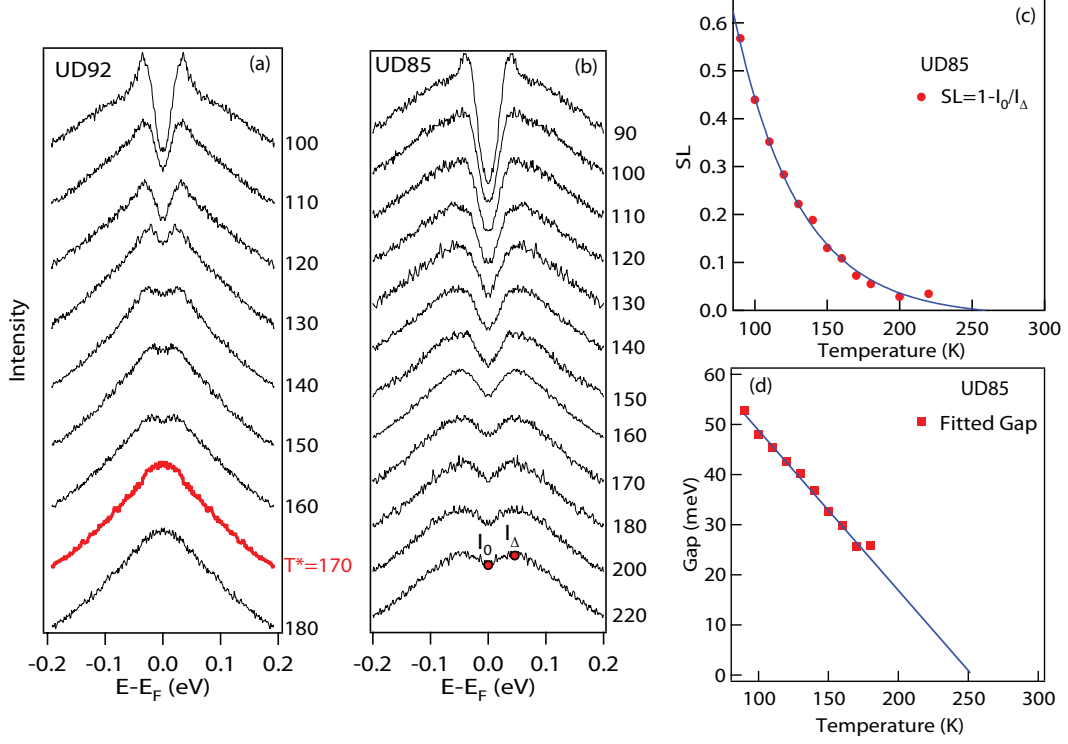 Intensity
UD92
(a)
100
110
120
130
140
150
160
T*=170
180
-0.2 -0.1 0.0 0.1 0.2
E-E_F (eV)
UD85
(b)
90
100
110
120
130
140
150
160
170
180
200
220
I_0
I_Δ
-0.2 -0.1 0.0 0.1 0.2
E-E_F (eV)
(c)
UD85
SL=1-I_0/I_Δ
SL
0.6
0.5
0.4
0.3
0.2
0.1
0.0
100 150 200 250 300
Temperature (K)
(d)
UD85
Fitted Gap
Gap (meV)
60
50
40
30
20
10
0
100 150 200 250 300
Temperature (K)